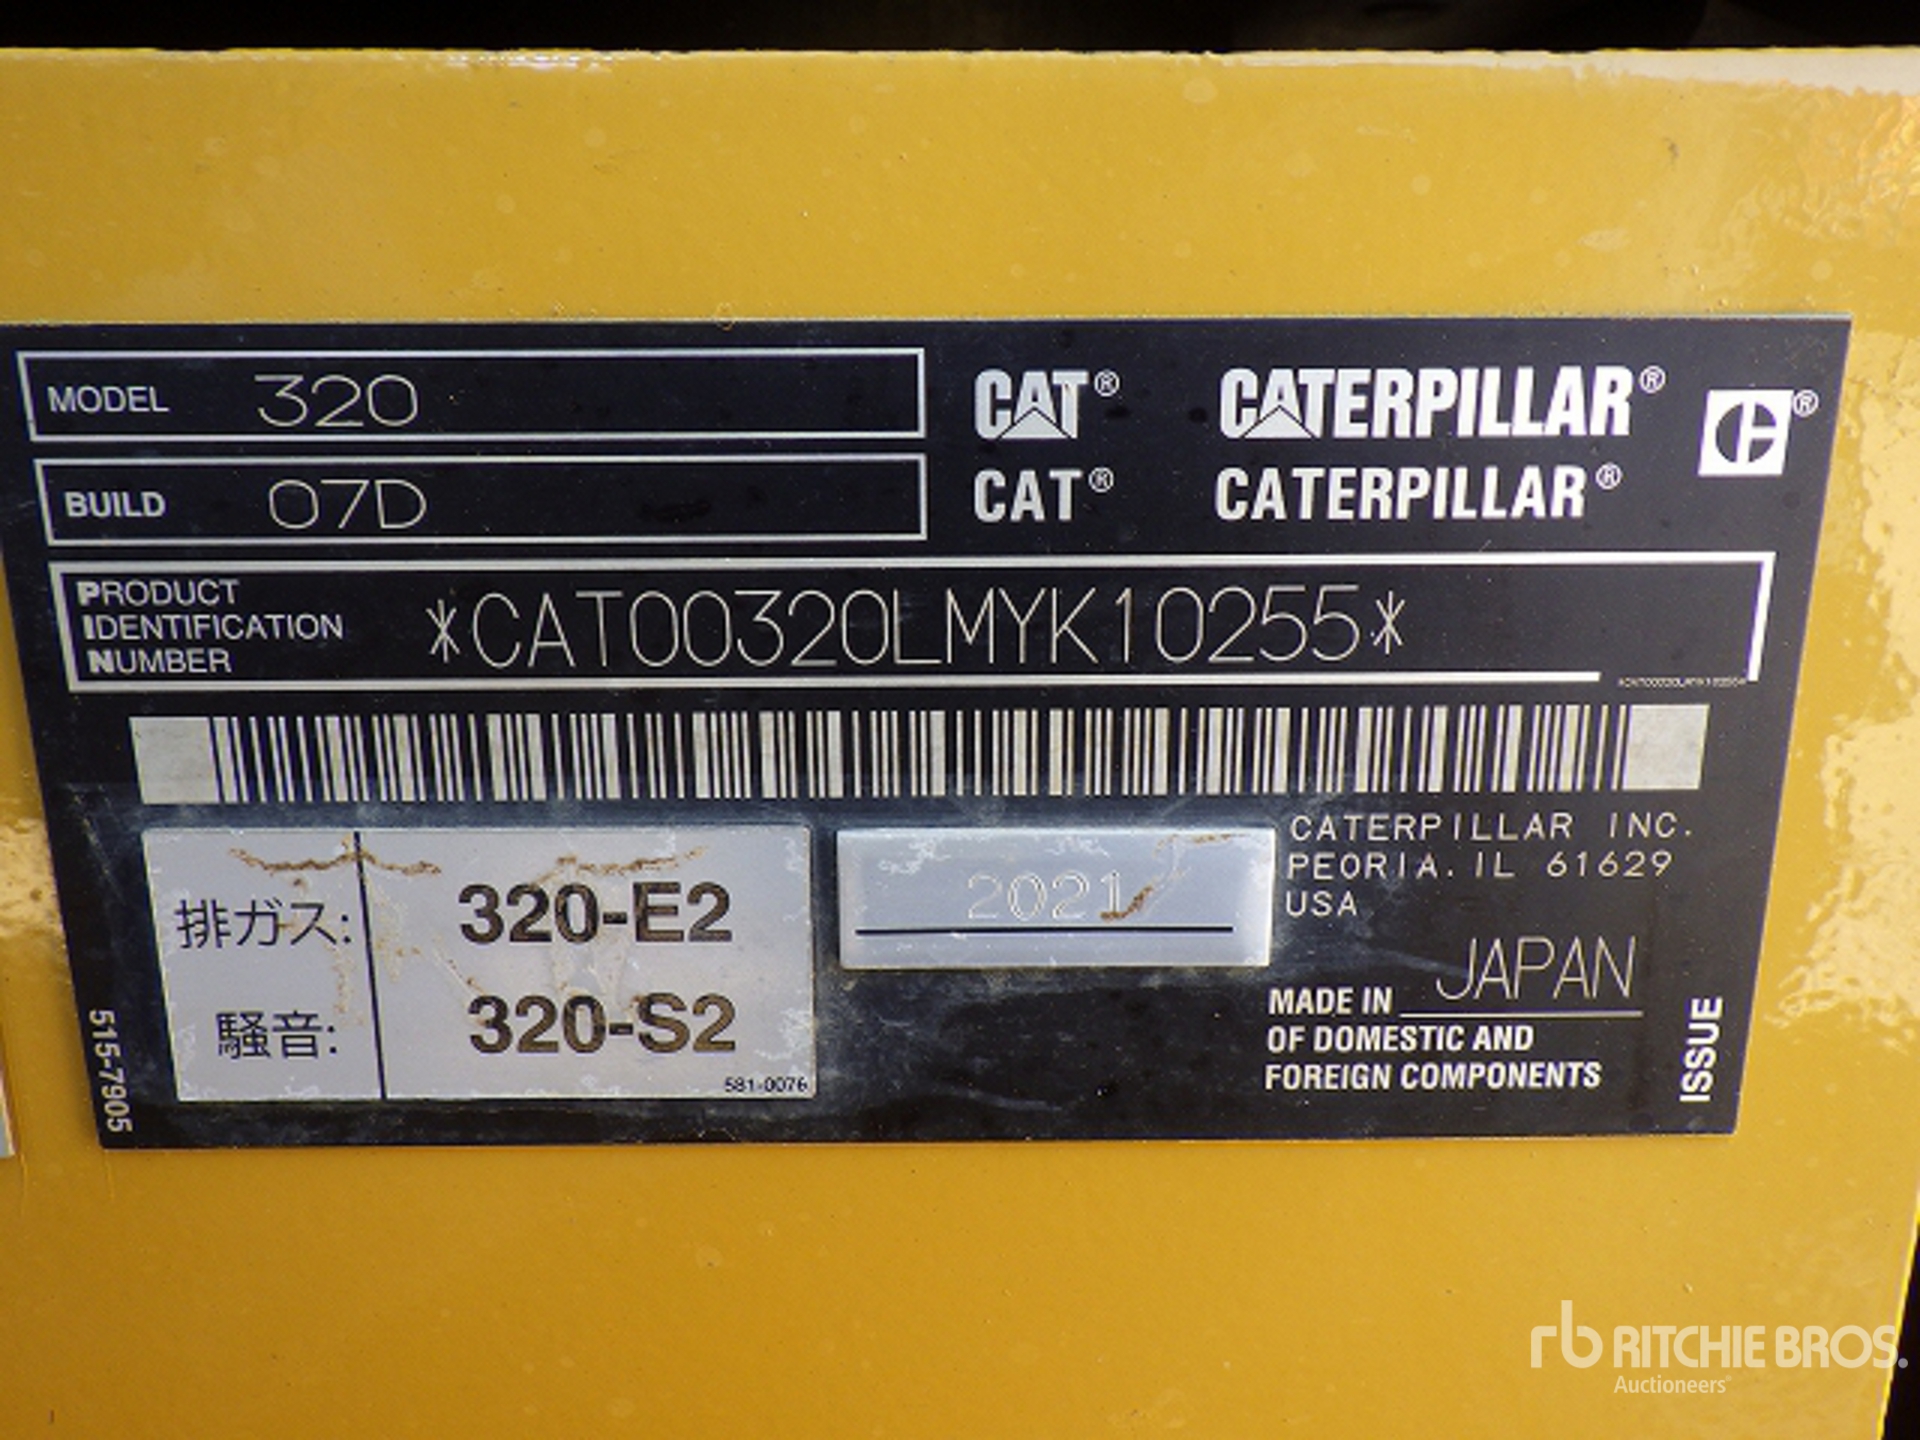 MODEL 320
BUILD 07D
CAT® CATERPILLAR® ®
CAT® CATERPILLAR®
PRODUCT
IDENTIFICATION
NUMBER
*CAT00320LMYK10255*
排ガス: 320-E2
騒音: 320-S2
581-0076
2021
CATERPILLAR INC.
PEORIA, IL 61629
USA
MADE IN JAPAN
OF DOMESTIC AND
FOREIGN COMPONENTS
ISSUE
515-7905
rb RITCHIE BROS.
Auctioneers